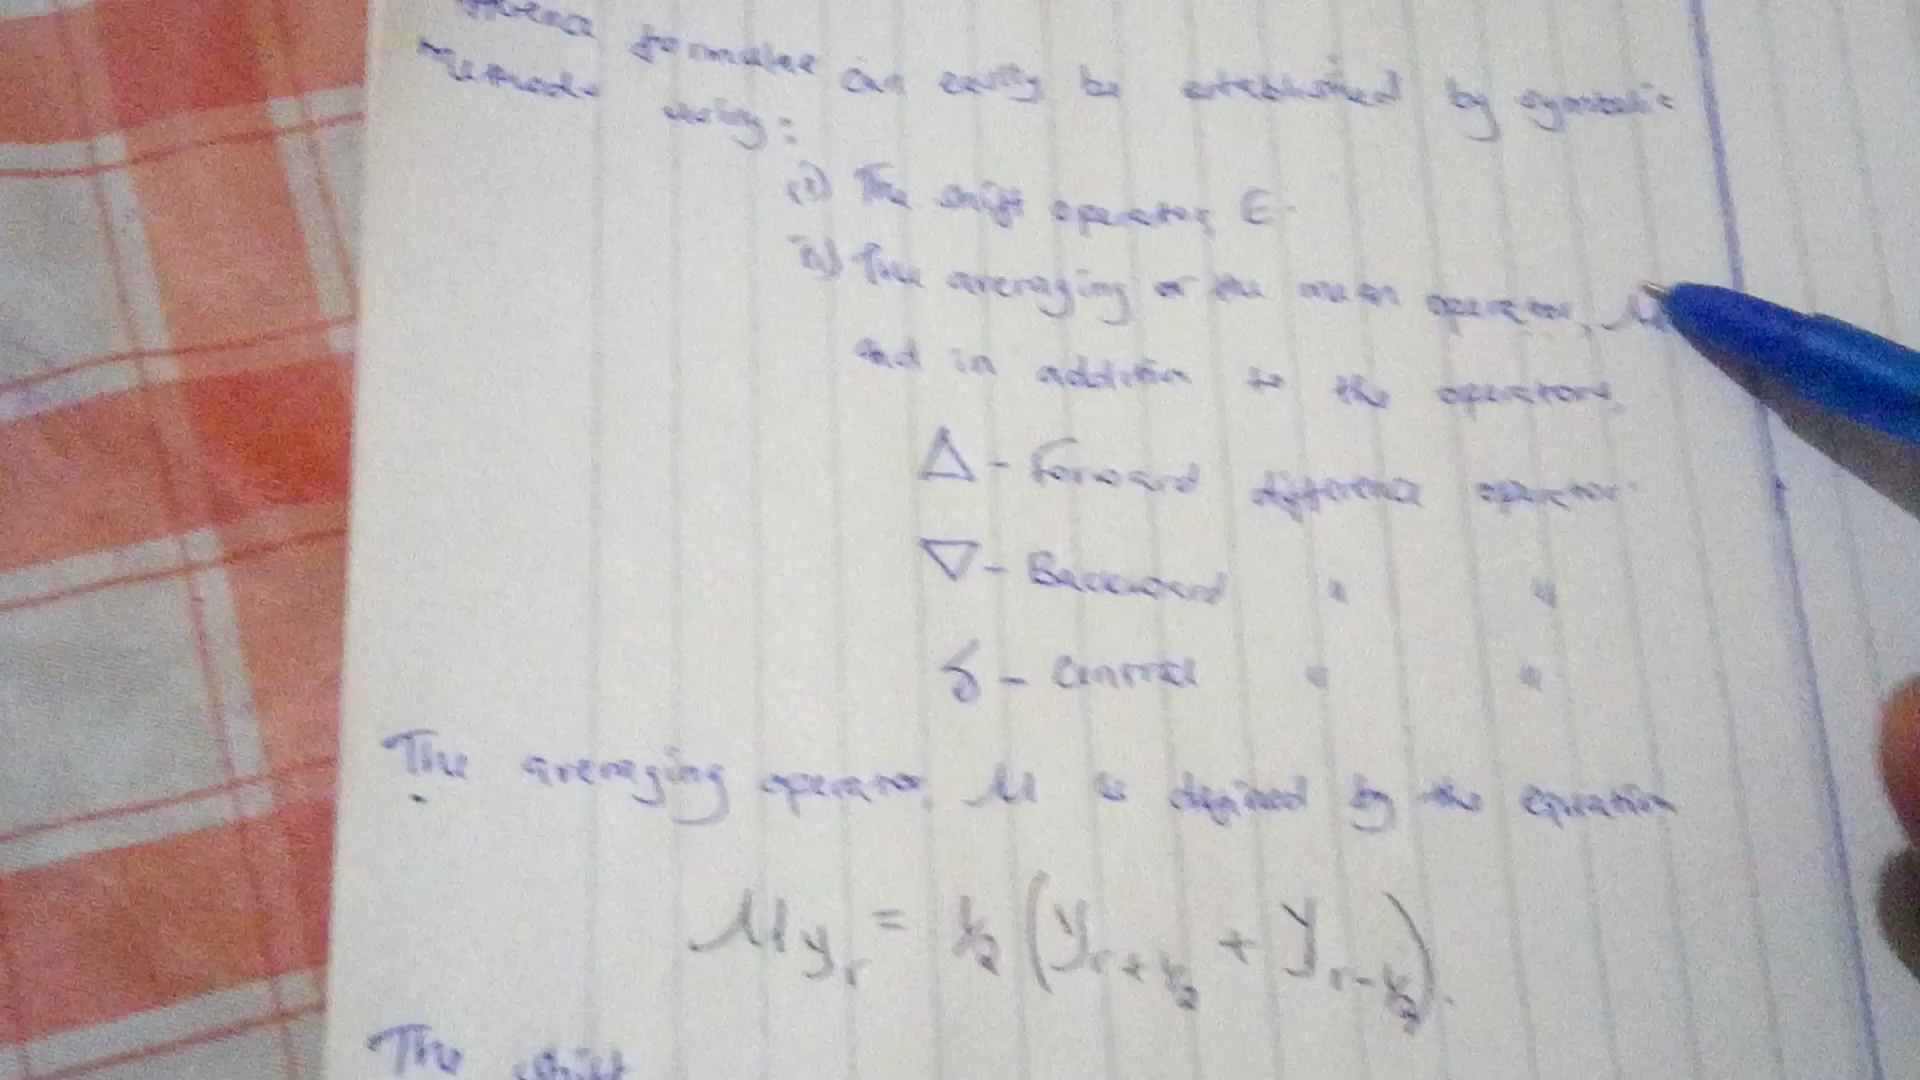 formulae can easily be established by symbolic
methods using:
(i) The shift operator, E
(ii) The averaging or the mean operator, μ
and in addition to the operators,
Δ - Forward difference operator
∇ - Backward " "
δ - Central " "
The averaging operator, μ is defined by the equation
μy_r = 1/2 (y_{r+1/2} + y_{r-1/2}).
The shift